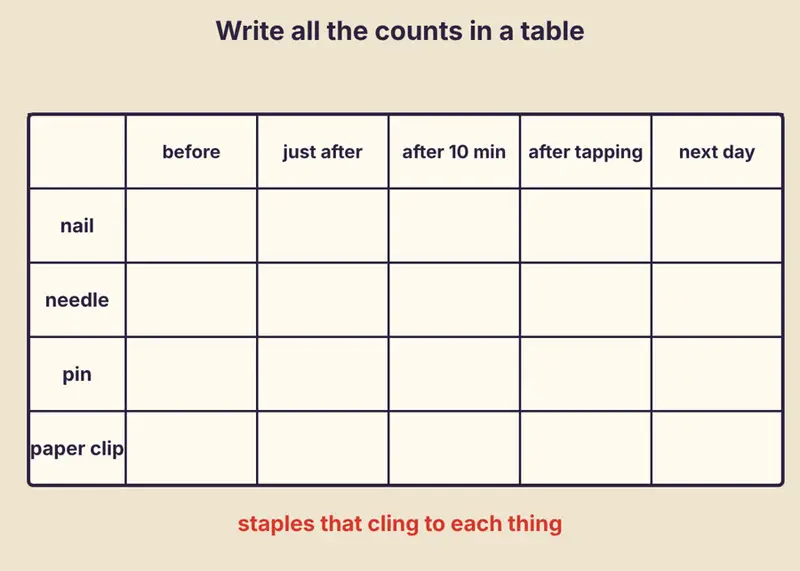 Write all the counts in a table
before just after after 10 min after tapping next day
nail
needle
pin
paper clip
staples that cling to each thing